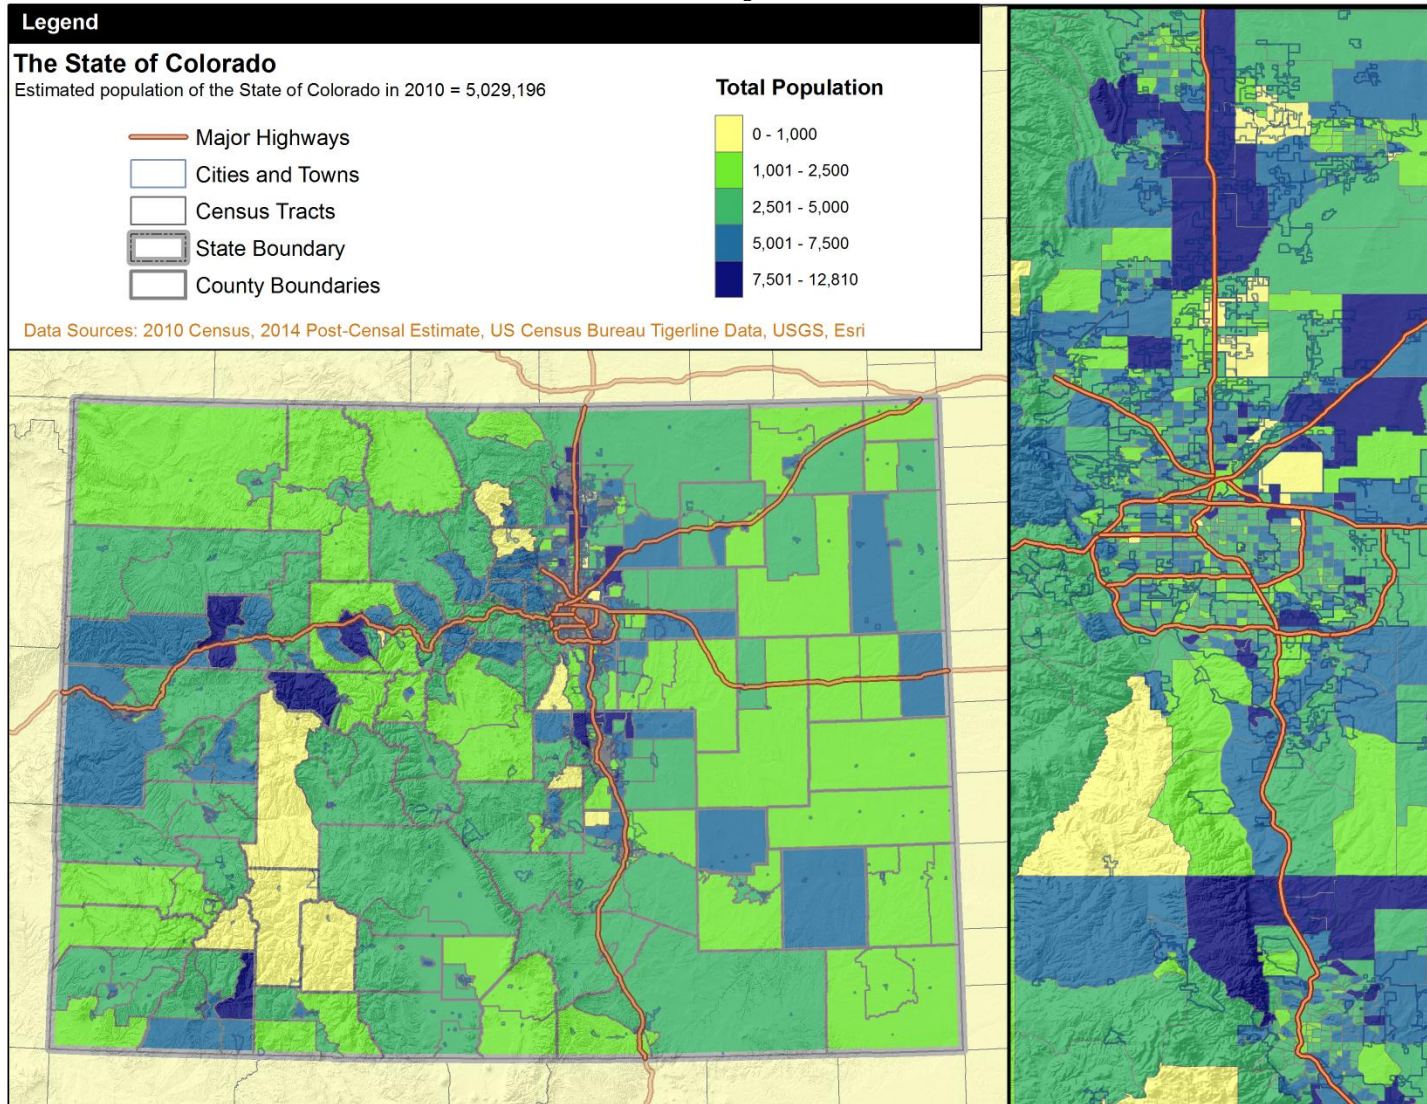 Legend
The State of Colorado
Estimated population of the State of Colorado in 2010 = 5,029,196
Major Highways
Cities and Towns
Census Tracts
State Boundary
County Boundaries
Total Population
0 - 1,000
1,001 - 2,500
2,501 - 5,000
5,001 - 7,500
7,501 - 12,810
Data Sources: 2010 Census, 2014 Post-Censal Estimate, US Census Bureau Tigerline Data, USGS, Esri